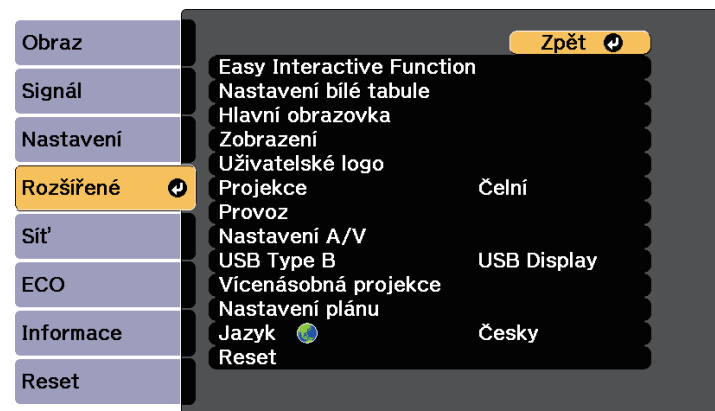 Obraz
Signál
Nastavení
Rozšířené
Síť
ECO
Informace
Reset
Zpět
Easy Interactive Function
Nastavení bílé tabule
Hlavní obrazovka
Zobrazení
Uživatelské logo
Projekce Čelní
Provoz
Nastavení A/V
USB Type B USB Display
Vícenásobná projekce
Nastavení plánu
Jazyk Česky
Reset